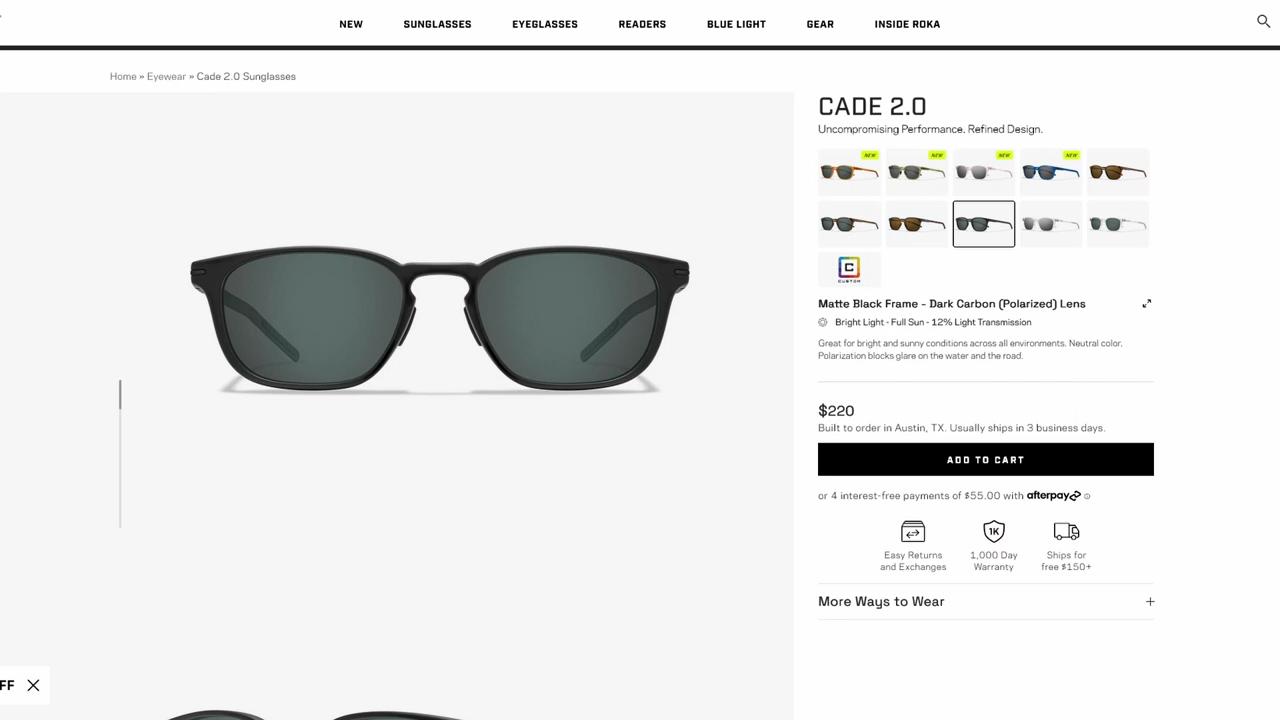 NEW SUNGLASSES EYEGLASSES READERS BLUE LIGHT GEAR INSIDE ROKA
Home » Eyewear » Cade 2.0 Sunglasses
CADE 2.0
Uncompromising Performance. Refined Design.
NEW NEW NEW NEW
C
CUSTOM
Matte Black Frame - Dark Carbon (Polarized) Lens
Bright Light - Full Sun - 12% Light Transmission
Great for bright and sunny conditions across all environments. Neutral color.
Polarization blocks glare on the water and the road.
$220
Built to order in Austin, TX. Usually ships in 3 business days.
ADD TO CART
or 4 interest-free payments of $55.00 with afterpay
1K
Easy Returns
and Exchanges
1,000 Day
Warranty
Ships for
free $150+
More Ways to Wear +
FF